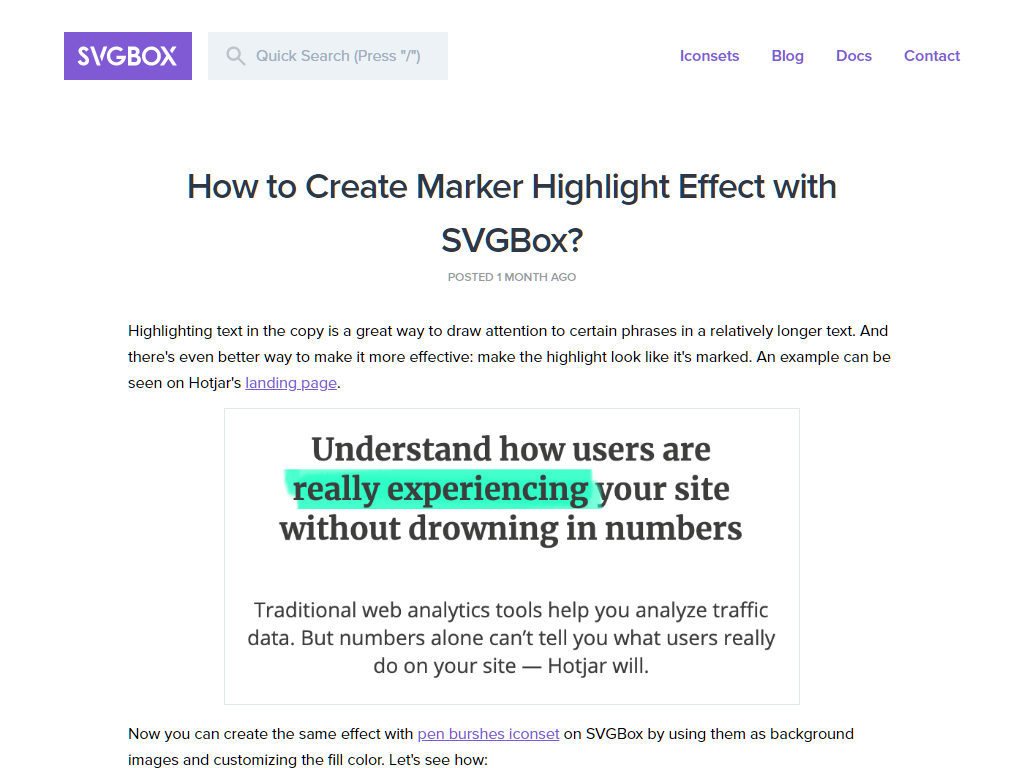 SVGBOX
Quick Search (Press "/")
Iconsets
Blog
Docs
Contact
How to Create Marker Highlight Effect with
SVGBox?
POSTED 1 MONTH AGO
Highlighting text in the copy is a great way to draw attention to certain phrases in a relatively longer text. And
there's even better way to make it more effective: make the highlight look like it's marked. An example can be
seen on Hotjar's landing page.
Understand how users are
really experiencing your site
without drowning in numbers
Traditional web analytics tools help you analyze traffic
data. But numbers alone can’t tell you what users really
do on your site — Hotjar will.
Now you can create the same effect with pen burshes iconset on SVGBox by using them as background
images and customizing the fill color. Let's see how: